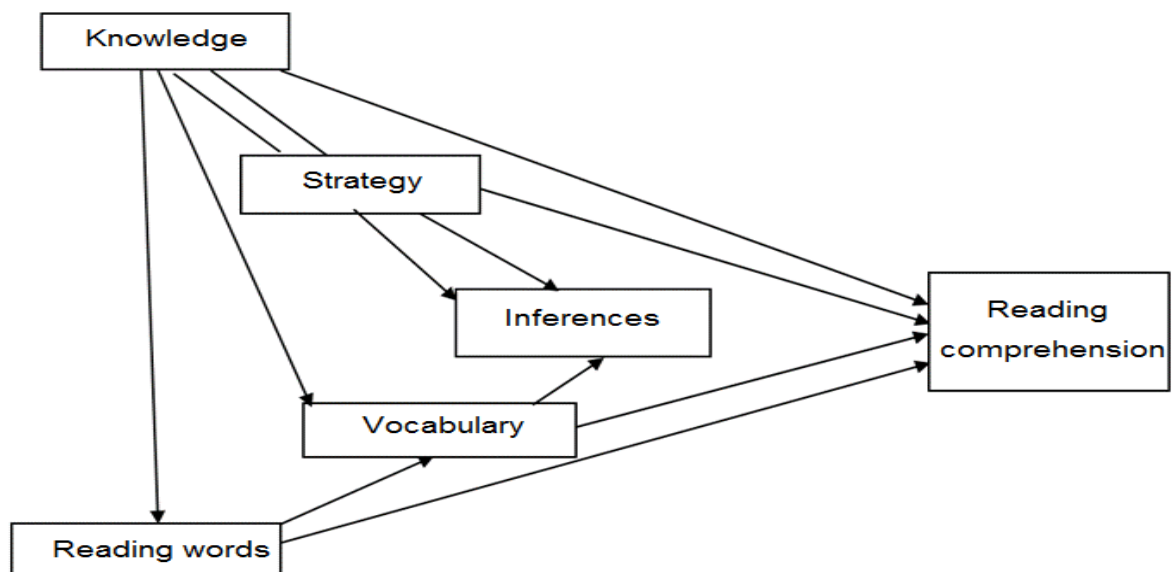 Knowledge
Strategy
Inferences
Reading
comprehension
Vocabulary
Reading words